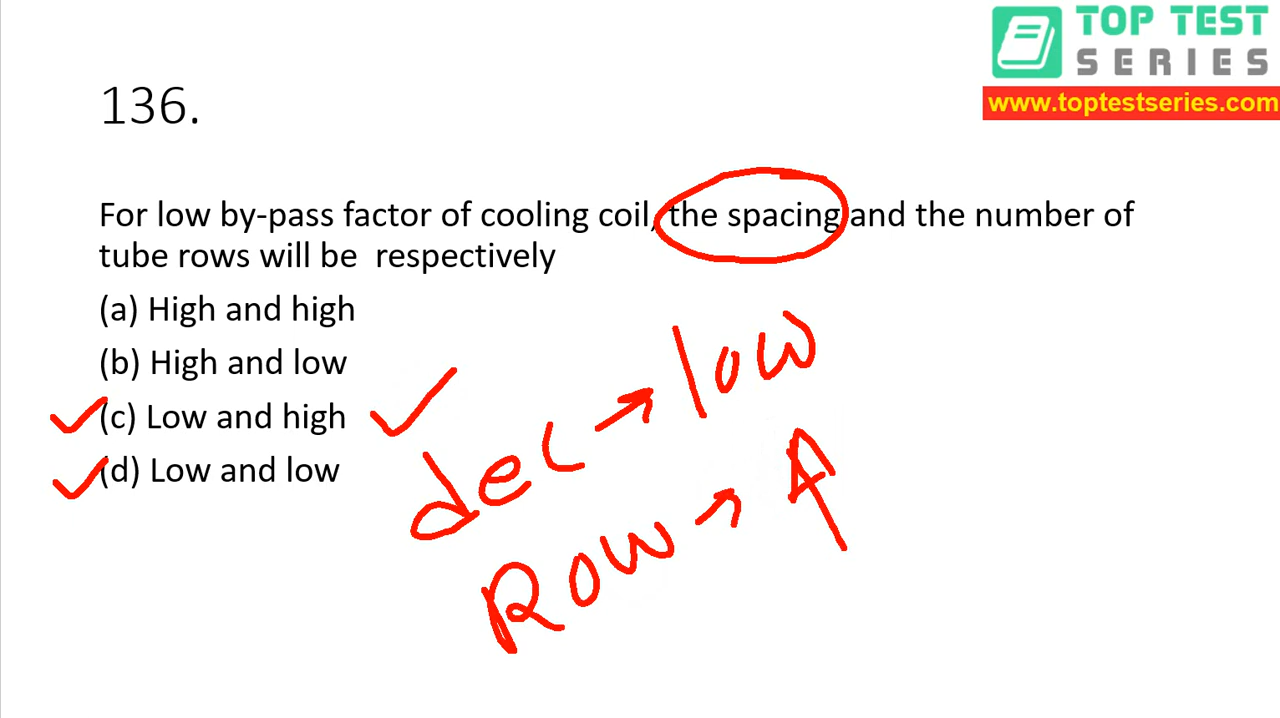 TOP TEST
SERIES
www.toptestseries.com
136.
For low by-pass factor of cooling coil, the spacing and the number of
tube rows will be respectively
(a) High and high
(b) High and low
(c) Low and high
(d) Low and low
dec → low
Row → ↑